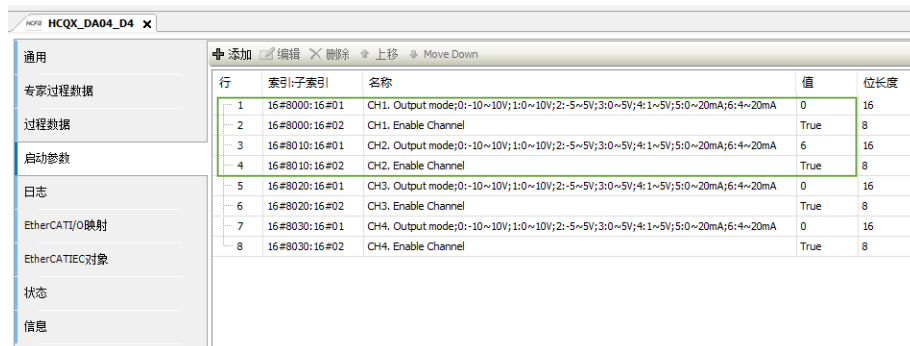 HCFA HCQX_DA04_D4 X
通用
专家过程数据
过程数据
启动参数
日志
EtherCATI/O映射
EtherCATIEC对象
状态
信息
添加 编辑 删除 上移 Move Down
行 索引:子索引 名称 值 位长度
1 16#8000:16#01 CH1. Output mode;0:-10~10V;1:0~10V;2:-5~5V;3:0~5V;4:1~5V;5:0~20mA;6:4~20mA 0 16
2 16#8000:16#02 CH1. Enable Channel True 8
3 16#8010:16#01 CH2. Output mode;0:-10~10V;1:0~10V;2:-5~5V;3:0~5V;4:1~5V;5:0~20mA;6:4~20mA 6 16
4 16#8010:16#02 CH2. Enable Channel True 8
5 16#8020:16#01 CH3. Output mode;0:-10~10V;1:0~10V;2:-5~5V;3:0~5V;4:1~5V;5:0~20mA;6:4~20mA 0 16
6 16#8020:16#02 CH3. Enable Channel True 8
7 16#8030:16#01 CH4. Output mode;0:-10~10V;1:0~10V;2:-5~5V;3:0~5V;4:1~5V;5:0~20mA;6:4~20mA 0 16
8 16#8030:16#02 CH4. Enable Channel True 8